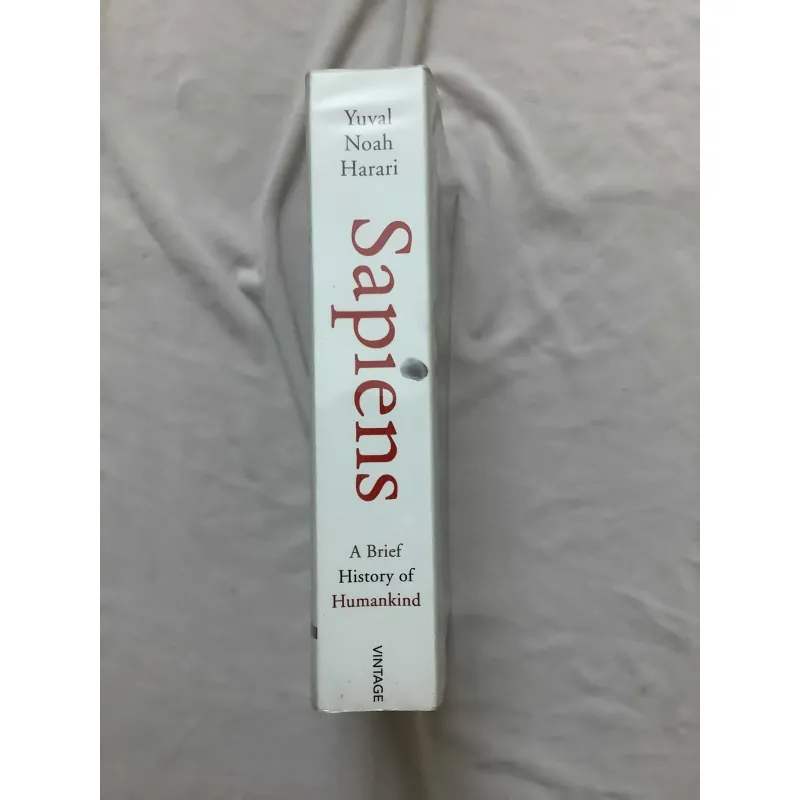 Yuval
Noah
Harari
Sapiens
A Brief
History of
Humankind
VINTAGE